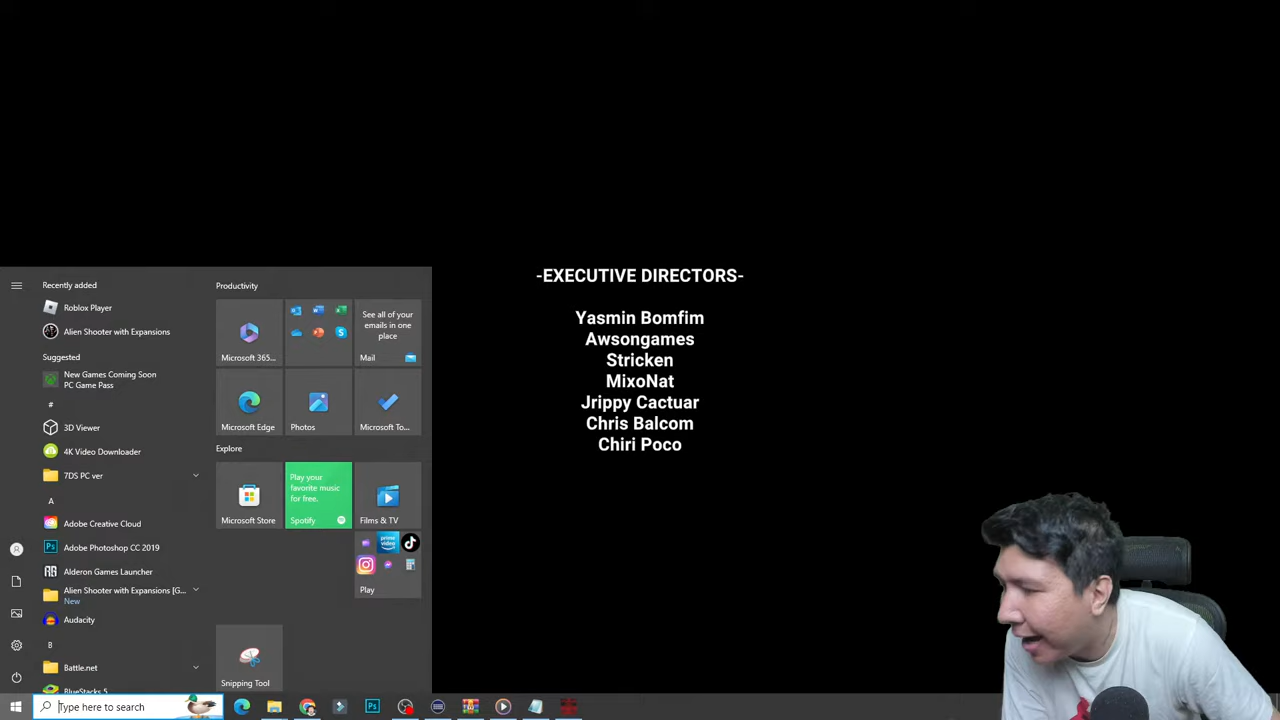 -EXECUTIVE DIRECTORS-
Yasmin Bomfim
Awsongames
Stricken
MixoNat
Jrippy Cactuar
Chris Balcom
Chiri Poco
Recently added
Roblox Player
Alien Shooter with Expansions
Suggested
New Games Coming Soon
PC Game Pass
#
3D Viewer
4K Video Downloader
7DS PC ver
A
Adobe Creative Cloud
Adobe Photoshop CC 2019
Alderon Games Launcher
Alien Shooter with Expansions [G...
New
Audacity
B
Battle.net
BlueStacks 5
Productivity
Microsoft 365...
See all of your
emails in one
place
Mail
Microsoft Edge
Photos
Microsoft To...
Explore
Microsoft Store
Play your
favorite music
for free.
Spotify
Films & TV
prime
video
Play
Snipping Tool
Type here to search